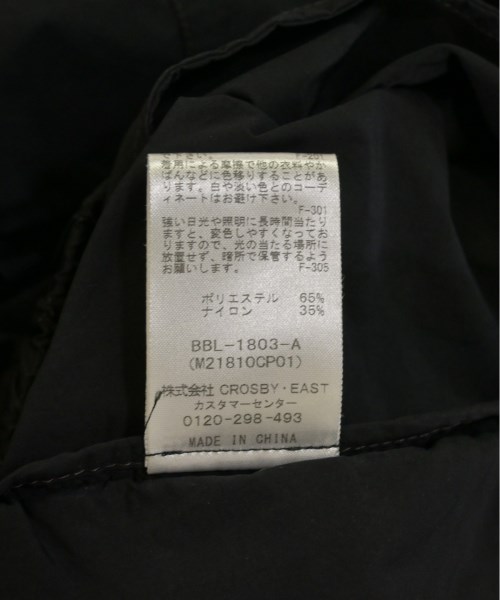 ださい。 F-201
着用による摩擦で他の衣料やか
ばんなどに色移りすることがあ
ります。白や淡い色とのコーデ
ィネートはお避け下さい。
F-301
強い日光や照明に長時間当たり
ますと、変色しやすくなってお
りますので、光の当たる場所に
放置せず、暗所で保管するよう
お願いします。 F-305
ポリエステル 65%
ナイロン 35%
BBL-1803-A
(M21810CP01)
株式会社 CROSBY・EAST
カスタマーセンター
0120-298-493
MADE IN CHINA